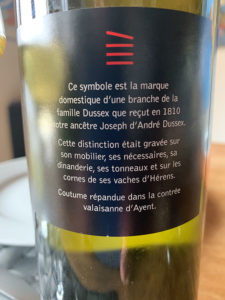 Ce symbole est la marque
domestique d'une branche de la
famille Dussex que reçut en 1810
notre ancêtre Joseph d'André Dussex.
Cette distinction était gravée sur
son mobilier, ses nécessaires, sa
dinanderie, ses tonneaux et sur les
cornes de ses vaches d'Hérens.
Coutume répandue dans la contrée
valaisanne d'Ayent.